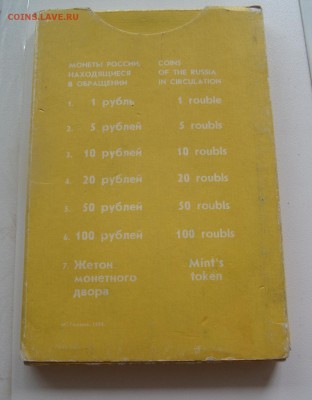 COINS.LAVE.RU
МОНЕТЫ РОССИИ
НАХОДЯЩИЕСЯ
В ОБРАЩЕНИИ
COINS
OF THE RUSSIA
IN CIRCULATION
1. 1 рубль 1 rouble
2. 5 рублей 5 roubls
3. 10 рублей 10 roubls
4. 20 рублей 20 roubls
5. 50 рублей 50 roubls
6. 100 рублей 100 roubls
7. Жетон
монетного
двора
Mint's
token